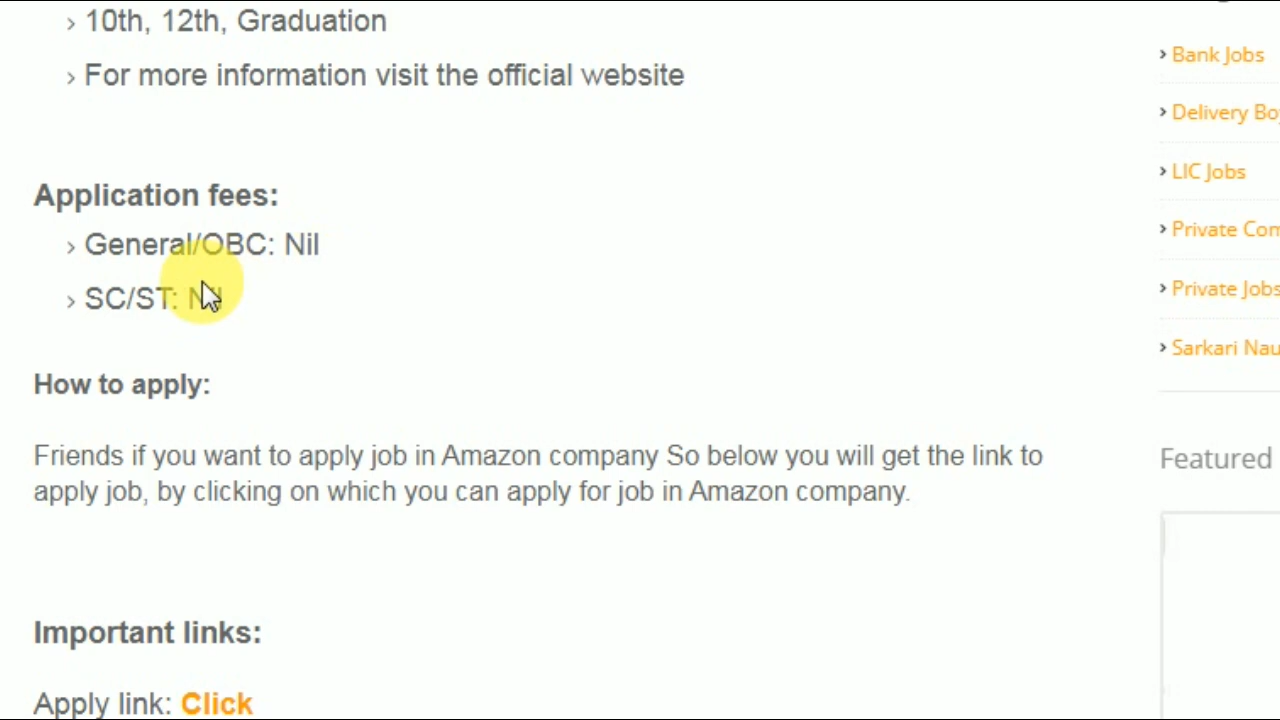 10th, 12th, Graduation
For more information visit the official website
Application fees:
General/OBC: Nil
SC/ST: Nil
How to apply:
Friends if you want to apply job in Amazon company So below you will get the link to
apply job, by clicking on which you can apply for job in Amazon company.
Important links:
Apply link: Click
Bank Jobs
Delivery Bo
LIC Jobs
Private Com
Private Jobs
Sarkari Nau
Featured